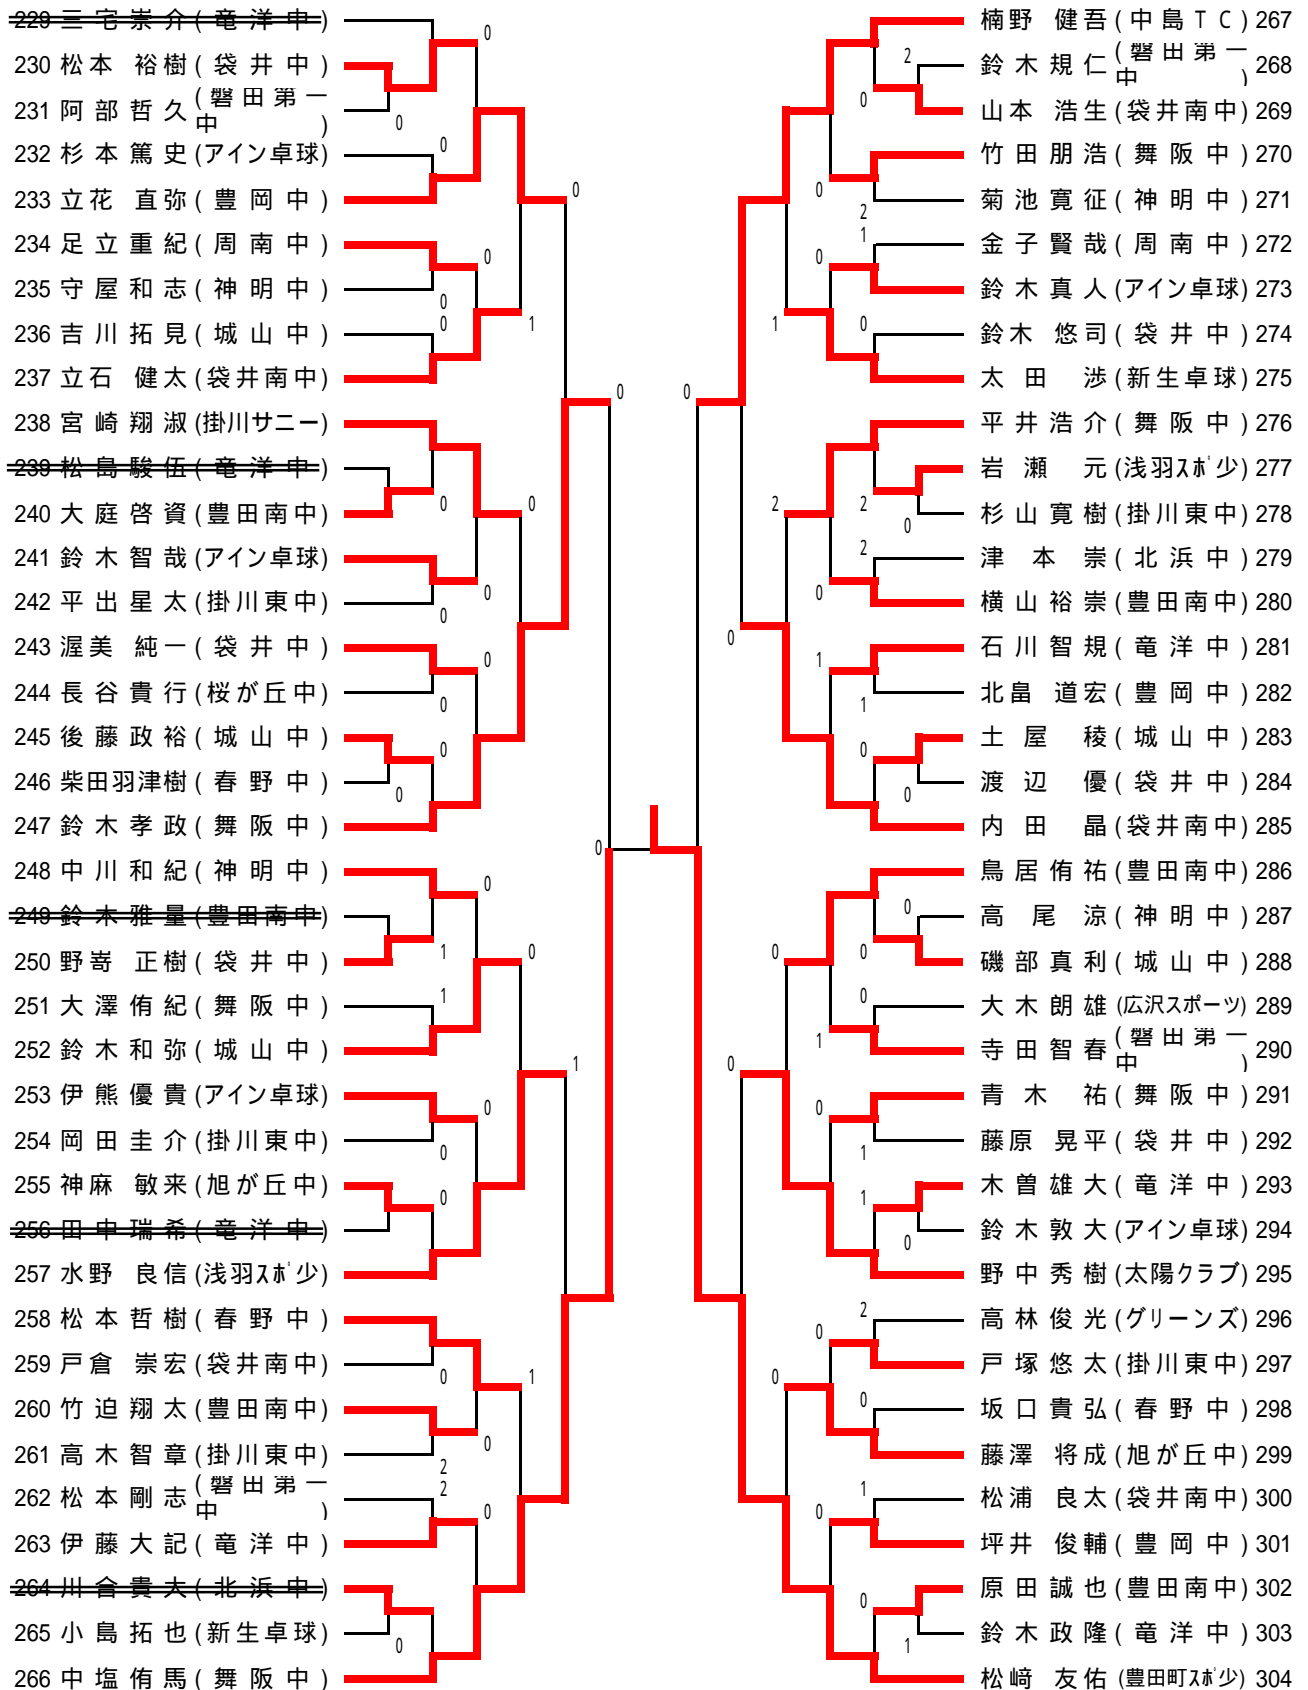 229 三宅崇介(竜洋中)
230 松本 裕樹(袋井中)
231 阿部哲久(磐田第一中)
232 杉本篤史(アイン卓球)
233 立花 直弥(豊岡中)
234 足立重紀(周南中)
235 守屋和志(神明中)
236 吉川拓見(城山中)
237 立石 健太(袋井南中)
238 宮崎翔淑(掛川サニー)
239 松島駿伍(竜洋中)
240 大庭啓資(豊田南中)
241 鈴木智哉(アイン卓球)
242 平出星太(掛川東中)
243 渥美 純一(袋井中)
244 長谷貴行(桜が丘中)
245 後藤政裕(城山中)
246 柴田羽津樹(春野中)
247 鈴木孝政(舞阪中)
248 中川和紀(神明中)
249 鈴木雅量(豊田南中)
250 野嵜 正樹(袋井中)
251 大澤侑紀(舞阪中)
252 鈴木和弥(城山中)
253 伊熊優貴(アイン卓球)
254 岡田圭介(掛川東中)
255 神麻 敏来(旭が丘中)
256 田中瑞希(竜洋中)
257 水野 良信(浅羽スポ少)
258 松本哲樹(春野中)
259 戸倉 崇宏(袋井南中)
260 竹迫翔太(豊田南中)
261 高木智章(掛川東中)
262 松本剛志(磐田第一中)
263 伊藤大記(竜洋中)
264 川合貴大(北浜中)
265 小島拓也(新生卓球)
266 中塩侑馬(舞阪中)
楠野 健吾(中島TC) 267
鈴木規仁(磐田第一中) 268
山本 浩生(袋井南中) 269
竹田朋浩(舞阪中) 270
菊池寛征(神明中) 271
金子賢哉(周南中) 272
鈴木真人(アイン卓球) 273
鈴木 悠司(袋井中) 274
太田 渉(新生卓球) 275
平井浩介(舞阪中) 276
岩瀬 元(浅羽スポ少) 277
杉山寛樹(掛川東中) 278
津本崇(北浜中) 279
横山裕崇(豊田南中) 280
石川智規(竜洋中) 281
北畠 道宏(豊岡中) 282
土屋 稜(城山中) 283
渡辺優(袋井中) 284
内田 晶(袋井南中) 285
鳥居侑祐(豊田南中) 286
高尾涼(神明中) 287
磯部真利(城山中) 288
大木朗雄(広沢スポーツ) 289
寺田智春(磐田第一中) 290
青木 祐(舞阪中) 291
藤原 晃平(袋井中) 292
木曽雄大(竜洋中) 293
鈴木敦大(アイン卓球) 294
野中秀樹(太陽クラブ) 295
高林俊光(グリーンズ) 296
戸塚悠太(掛川東中) 297
坂口貴弘(春野中) 298
藤澤 将成(旭が丘中) 299
松浦 良太(袋井南中) 300
坪井 俊輔(豊岡中) 301
原田誠也(豊田南中) 302
鈴木政隆(竜洋中) 303
松﨑 友佑(豊田町スポ少) 304